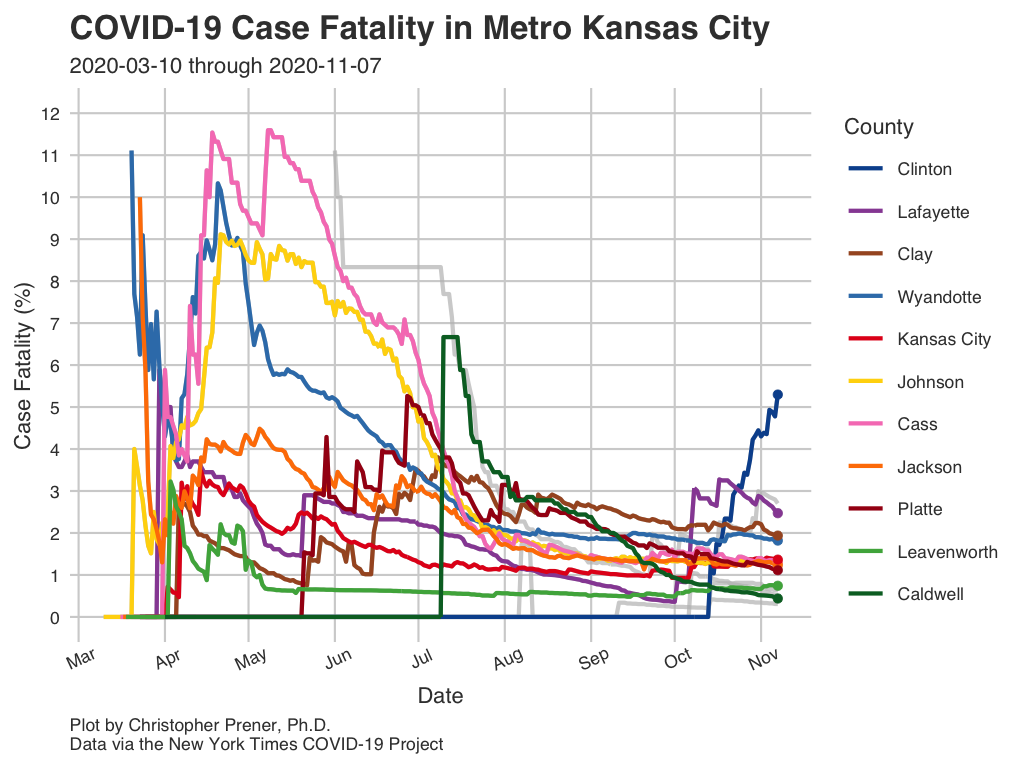 COVID-19 Case Fatality in Metro Kansas City
2020-03-10 through 2020-11-07
Case Fatality (%)
12
11
10
9
8
7
6
5
4
3
2
1
0
Mar Apr May Jun Jul Aug Sep Oct Nov
Date
County
Clinton
Lafayette
Clay
Wyandotte
Kansas City
Johnson
Cass
Jackson
Platte
Leavenworth
Caldwell
Plot by Christopher Prener, Ph.D.
Data via the New York Times COVID-19 Project